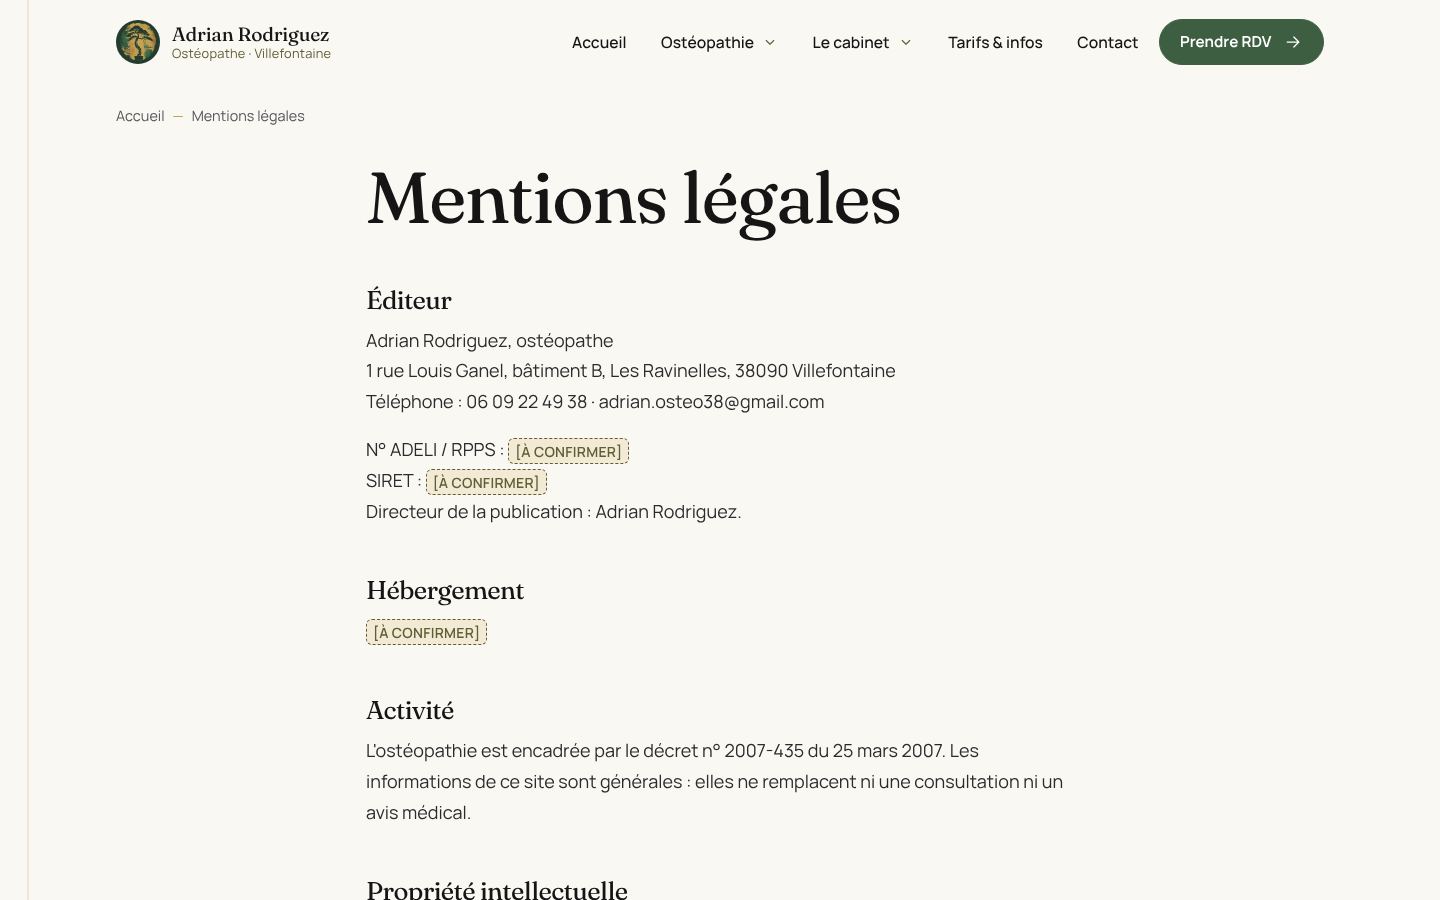 Adrian Rodriguez
Ostéopathe · Villefontaine
Accueil
Ostéopathie
Le cabinet
Tarifs & infos
Contact
Prendre RDV →
Accueil — Mentions légales
Mentions légales
Éditeur
Adrian Rodriguez, ostéopathe
1 rue Louis Ganel, bâtiment B, Les Ravinelles, 38090 Villefontaine
Téléphone : 06 09 22 49 38 · adrian.osteo38@gmail.com
N° ADELI / RPPS : [À CONFIRMER]
SIRET : [À CONFIRMER]
Directeur de la publication : Adrian Rodriguez.
Hébergement
[À CONFIRMER]
Activité
L'ostéopathie est encadrée par le décret n° 2007-435 du 25 mars 2007. Les
informations de ce site sont générales : elles ne remplacent ni une consultation ni un
avis médical.
Propriété intellectuelle